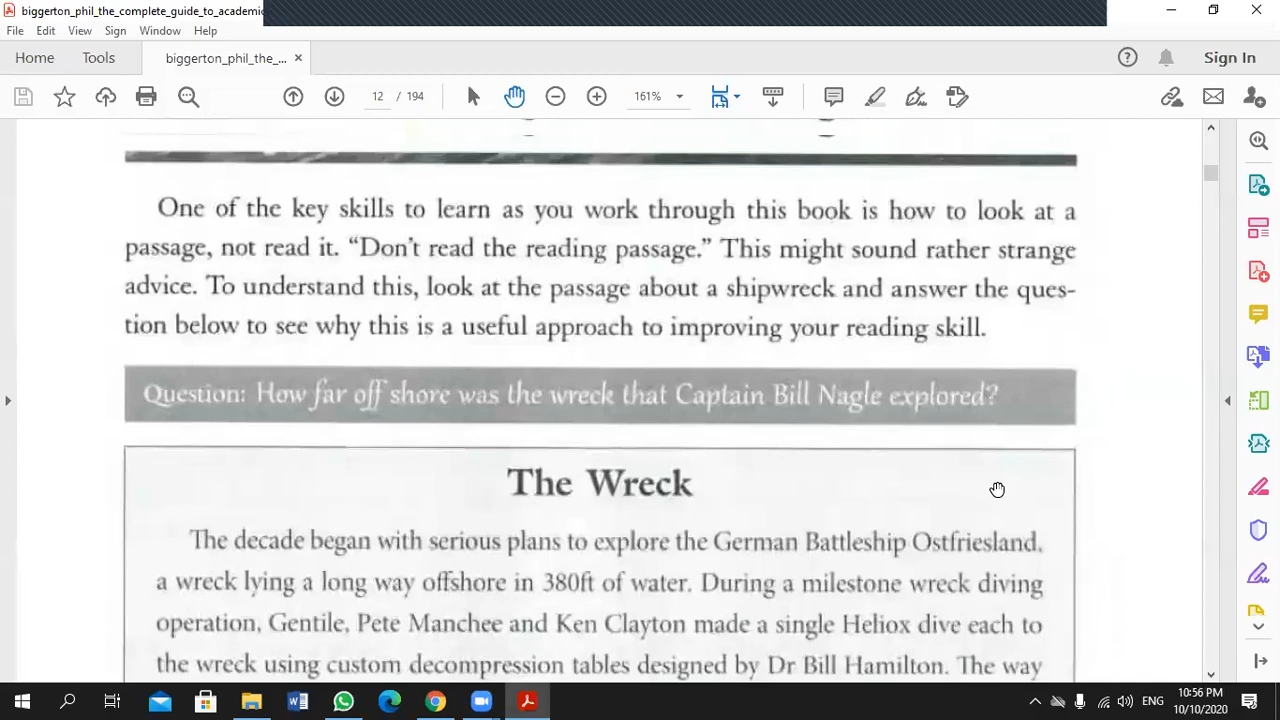 biggerton_phil_the_complete_guide_to_academic
File Edit View Sign Window Help
Home Tools biggerton_phil_the_... Sign In
12 / 194 161%
One of the key skills to learn as you work through this book is how to look at a
passage, not read it. “Don’t read the reading passage.” This might sound rather strange
advice. To understand this, look at the passage about a shipwreck and answer the ques-
tion below to see why this is a useful approach to improving your reading skill.
Question: How far off shore was the wreck that Captain Bill Nagle explored?
The Wreck
The decade began with serious plans to explore the German Battleship Ostfriesland,
a wreck lying a long way offshore in 380ft of water. During a milestone wreck diving
operation, Gentile, Pete Manchee and Ken Clayton made a single Heliox dive each to
the wreck using custom decompression tables designed by Dr Bill Hamilton. The way
ENG
10:56 PM
10/10/2020